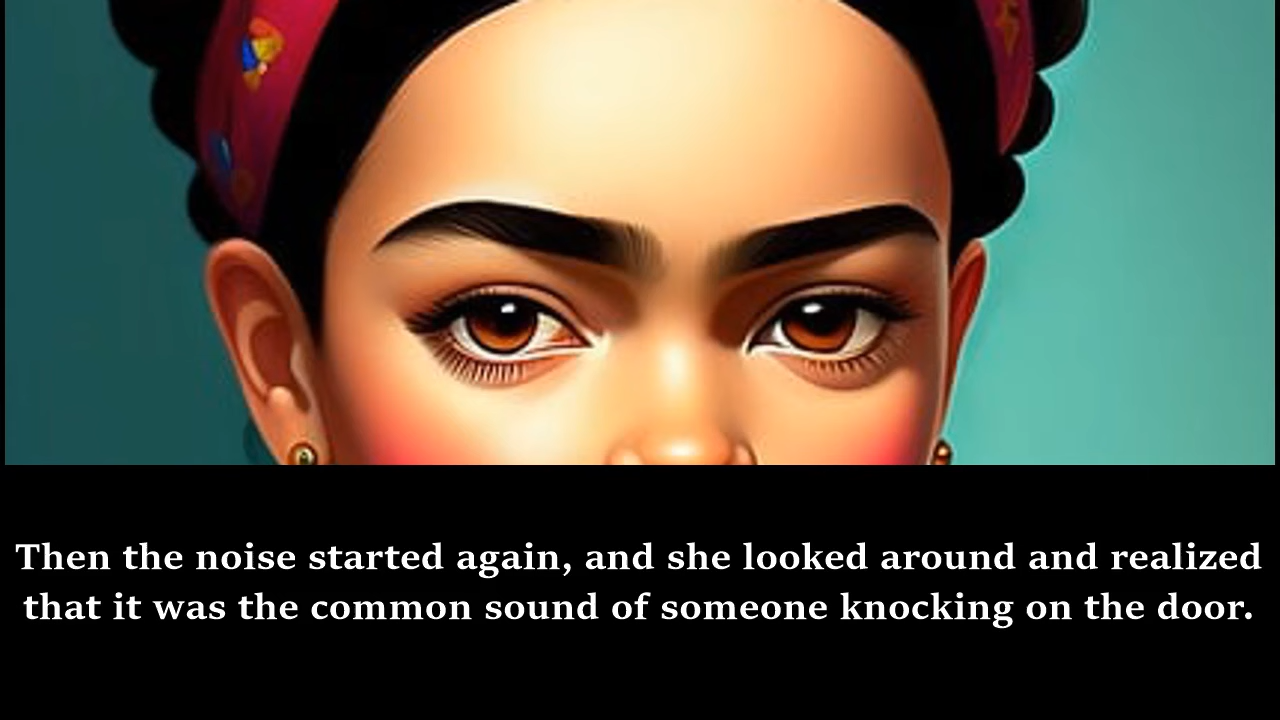 Then the noise started again, and she looked around and realized
that it was the common sound of someone knocking on the door.